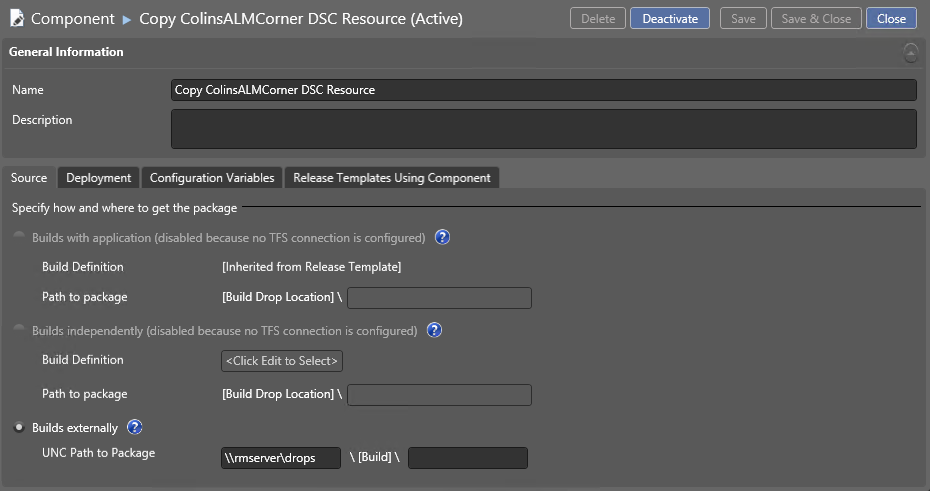 Component ▶ Copy ColinsALMCorner DSC Resource (Active) Delete Deactivate Save Save & Close Close
General Information
Name Copy ColinsALMCorner DSC Resource
Description
Source Deployment Configuration Variables Release Templates Using Component
Specify how and where to get the package
Builds with application (disabled because no TFS connection is configured) ?
Build Definition [Inherited from Release Template]
Path to package [Build Drop Location] \
Builds independently (disabled because no TFS connection is configured) ?
Build Definition <Click Edit to Select>
Path to package [Build Drop Location] \
Builds externally ?
UNC Path to Package \\rmserver\drops \ [Build] \